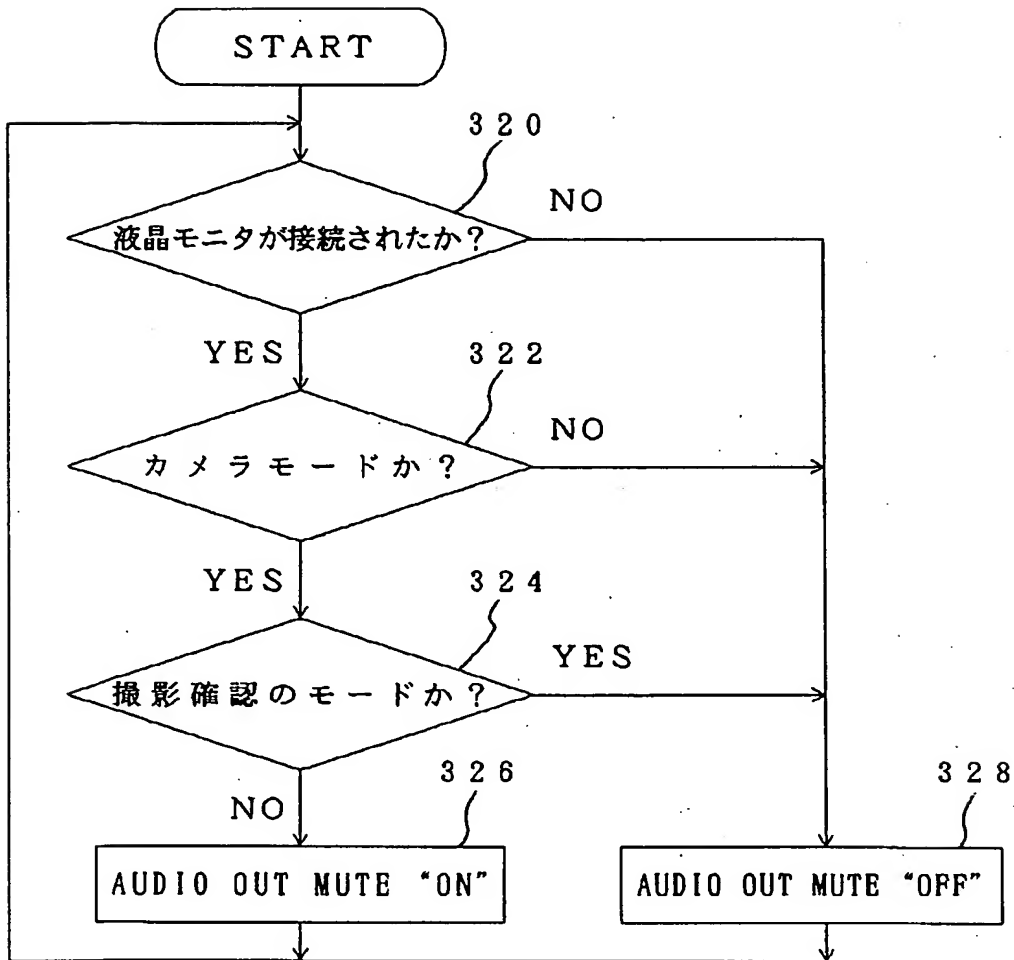 START
320
液晶モニタが接続されたか?
NO
YES
322
カメラモードか?
NO
YES
324
撮影確認のモードか?
YES
NO
326
328
AUDIO OUT MUTE “ON”
AUDIO OUT MUTE “OFF”